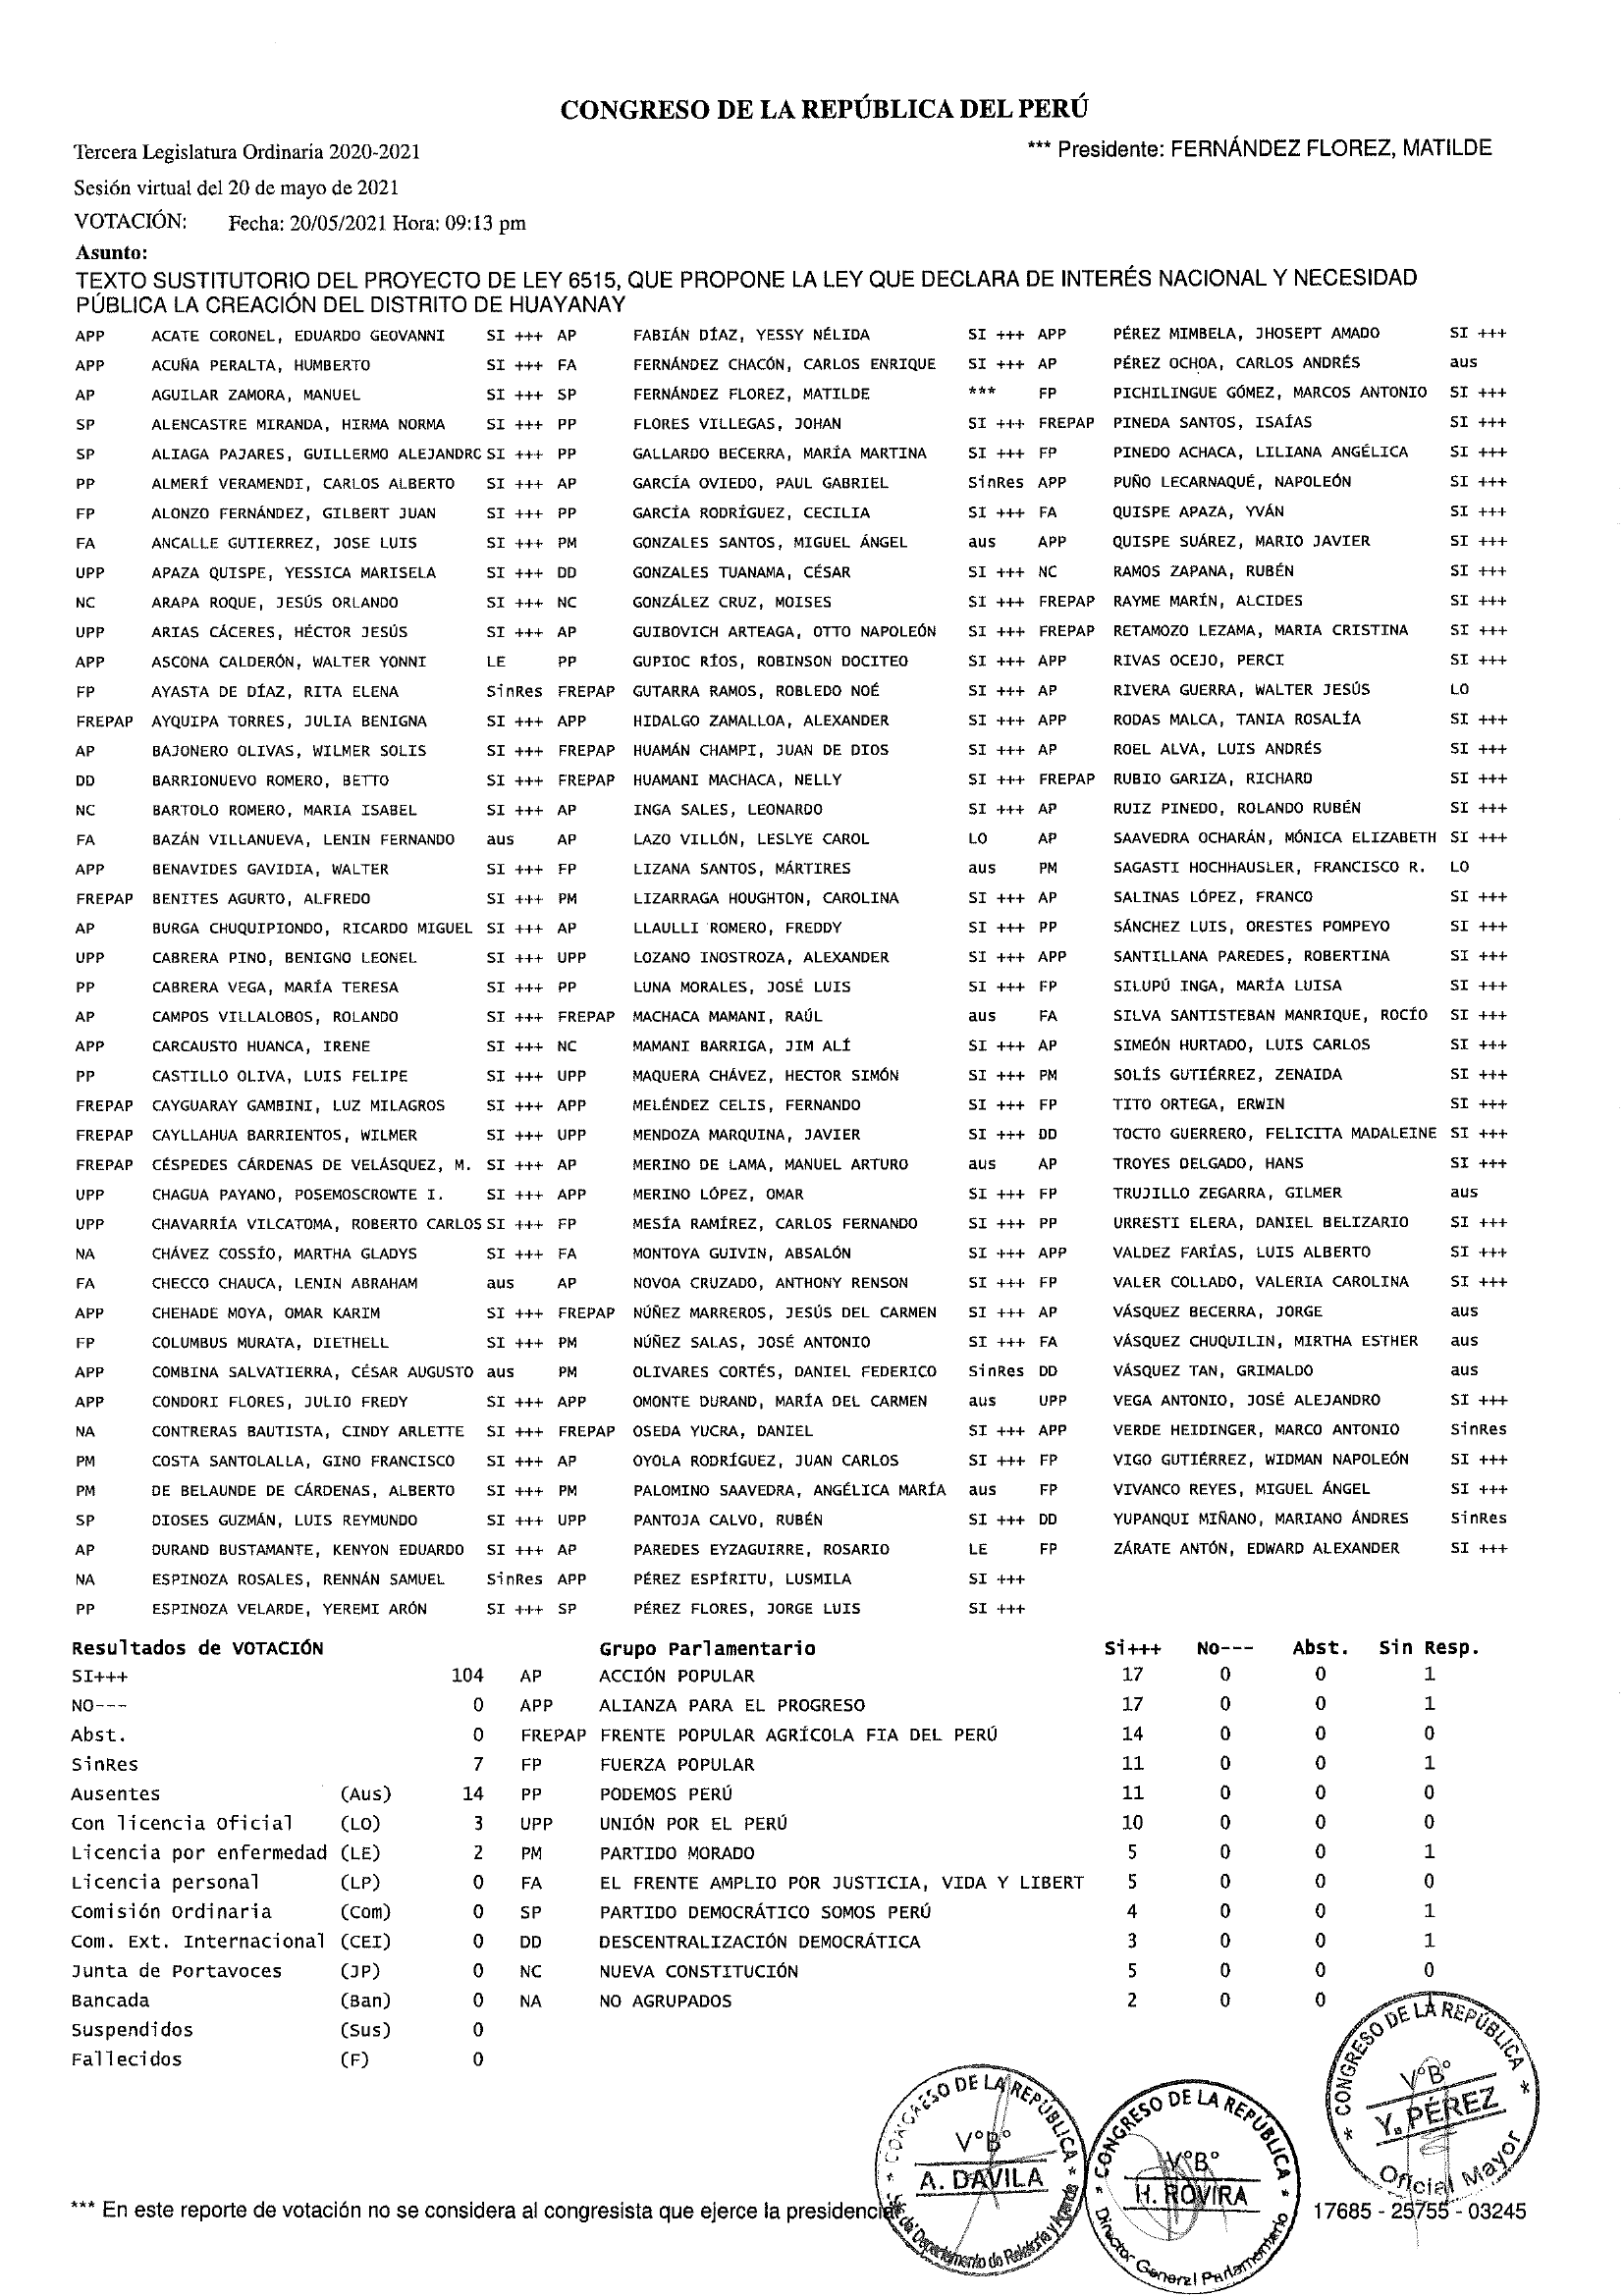 CONGRESO DE LA REPÚBLICA DEL PERÚ
Tercera Legislatura Ordinaria 2020-2021 *** Presidente: FERNÁNDEZ FLOREZ, MATILDE
Sesión virtual del 20 de mayo de 2021
VOTACIÓN: Fecha: 20/05/2021 Hora: 09:13 pm
Asunto:
TEXTO SUSTITUTORIO DEL PROYECTO DE LEY 6515, QUE PROPONE LA LEY QUE DECLARA DE INTERÉS NACIONAL Y NECESIDAD
PÚBLICA LA CREACIÓN DEL DISTRITO DE HUAYANAY
APP ACATE CORONEL, EDUARDO GEOVANNI SI +++ AP FABIÁN DÍAZ, YESSY NÉLIDA SI +++ APP PÉREZ MIMBELA, JHOSEPT AMADO SI +++
APP ACUÑA PERALTA, HUMBERTO SI +++ FA FERNÁNDEZ CHACÓN, CARLOS ENRIQUE SI +++ AP PÉREZ OCHOA, CARLOS ANDRÉS aus
AP AGUILAR ZAMORA, MANUEL SI +++ SP FERNÁNDEZ FLOREZ, MATILDE *** FP PICHILINGUE GÓMEZ, MARCOS ANTONIO SI +++
SP ALENCASTRE MIRANDA, HIRMA NORMA SI +++ PP FLORES VILLEGAS, JOHAN SI +++ FREPAP PINEDA SANTOS, ISAÍAS SI +++
SP ALIAGA PAJARES, GUILLERMO ALEJANDRO SI +++ PP GALLARDO BECERRA, MARÍA MARTINA SI +++ FP PINEDO ACHACA, LILIANA ANGÉLICA SI +++
PP ALMERÍ VERAMENDI, CARLOS ALBERTO SI +++ AP GARCÍA OVIEDO, PAUL GABRIEL SinRes APP PUÑO LECARNAQUÉ, NAPOLEÓN SI +++
FP ALONZO FERNÁNDEZ, GILBERT JUAN SI +++ PP GARCÍA RODRÍGUEZ, CECILIA SI +++ FA QUISPE APAZA, YVÁN SI +++
FA ANCALLE GUTIERREZ, JOSE LUIS SI +++ PM GONZALES SANTOS, MIGUEL ÁNGEL aus APP QUISPE SUÁREZ, MARIO JAVIER SI +++
UPP APAZA QUISPE, YESSICA MARISELA SI +++ DD GONZALES TUANAMA, CÉSAR SI +++ NC RAMOS ZAPANA, RUBÉN SI +++
NC ARAPA ROQUE, JESÚS ORLANDO SI +++ NC GONZÁLEZ CRUZ, MOISES SI +++ FREPAP RAYME MARÍN, ALCIDES SI +++
UPP ARIAS CÁCERES, HÉCTOR JESÚS SI +++ AP GUIBOVICH ARTEAGA, OTTO NAPOLEÓN SI +++ FREPAP RETAMOZO LEZAMA, MARIA CRISTINA SI +++
APP ASCONA CALDERÓN, WALTER YONNI LE PP GUPIOC RÍOS, ROBINSON DOCITEO SI +++ APP RIVAS OCEJO, PERCI SI +++
FP AYASTA DE DÍAZ, RITA ELENA SinRes FREPAP GUTARRA RAMOS, ROBLEDO NOÉ SI +++ AP RIVERA GUERRA, WALTER JESÚS LO
FREPAP AYQUIPA TORRES, JULIA BENIGNA SI +++ APP HIDALGO ZAMALLOA, ALEXANDER SI +++ APP RODAS MALCA, TANIA ROSALÍA SI +++
AP BAJONERO OLIVAS, WILMER SOLIS SI +++ FREPAP HUAMÁN CHAMPI, JUAN DE DIOS SI +++ AP ROEL ALVA, LUIS ANDRÉS SI +++
DD BARRIONUEVO ROMERO, BETTO SI +++ FREPAP HUAMANI MACHACA, NELLY SI +++ FREPAP RUBIO GARIZA, RICHARD SI +++
NC BARTOLO ROMERO, MARIA ISABEL SI +++ AP INGA SALES, LEONARDO SI +++ AP RUIZ PINEDO, ROLANDO RUBÉN SI +++
FA BAZÁN VILLANUEVA, LENIN FERNANDO aus AP LAZO VILLÓN, LESLYE CAROL LO AP SAAVEDRA OCHARÁN, MÓNICA ELIZABETH SI +++
APP BENAVIDES GAVIDIA, WALTER SI +++ FP LIZANA SANTOS, MÁRTIRES aus PM SAGASTI HOCHHAUSLER, FRANCISCO R. LO
FREPAP BENITES AGURTO, ALFREDO SI +++ PM LIZARRAGA HOUGHTON, CAROLINA SI +++ AP SALINAS LÓPEZ, FRANCO SI +++
AP BURGA CHUQUIPIONDO, RICARDO MIGUEL SI +++ AP LLAULLI ROMERO, FREDDY SI +++ PP SÁNCHEZ LUIS, ORESTES POMPEYO SI +++
UPP CABRERA PINO, BENIGNO LEONEL SI +++ UPP LOZANO INOSTROZA, ALEXANDER SI +++ APP SANTILLANA PAREDES, ROBERTINA SI +++
PP CABRERA VEGA, MARÍA TERESA SI +++ PP LUNA MORALES, JOSÉ LUIS SI +++ FP SILUPÚ INGA, MARÍA LUISA SI +++
AP CAMPOS VILLALOBOS, ROLANDO SI +++ FREPAP MACHACA MAMANI, RAÚL aus FA SILVA SANTISTEBAN MANRIQUE, ROCÍO SI +++
APP CARCAUSTO HUANCA, IRENE SI +++ NC MAMANI BARRIGA, JIM ALÍ SI +++ AP SIMEÓN HURTADO, LUIS CARLOS SI +++
PP CASTILLO OLIVA, LUIS FELIPE SI +++ UPP MAQUERA CHÁVEZ, HECTOR SIMÓN SI +++ PM SOLÍS GUTIÉRREZ, ZENAIDA SI +++
FREPAP CAYGUARAY GAMBINI, LUZ MILAGROS SI +++ APP MELÉNDEZ CELIS, FERNANDO SI +++ FP TITO ORTEGA, ERWIN SI +++
FREPAP CAYLLAHUA BARRIENTOS, WILMER SI +++ UPP MENDOZA MARQUINA, JAVIER SI +++ DD TOCTO GUERRERO, FELICITA MADALEINE SI +++
FREPAP CÉSPEDES CÁRDENAS DE VELÁSQUEZ, M. SI +++ AP MERINO DE LAMA, MANUEL ARTURO aus AP TROYES DELGADO, HANS SI +++
UPP CHAGUA PAYANO, POSEMOSCROWTE I. SI +++ APP MERINO LÓPEZ, OMAR SI +++ FP TRUJILLO ZEGARRA, GILMER aus
UPP CHAVARRÍA VILCATOMA, ROBERTO CARLOS SI +++ FP MESÍA RAMÍREZ, CARLOS FERNANDO SI +++ PP URRESTI ELERA, DANIEL BELIZARIO SI +++
NA CHÁVEZ COSSÍO, MARTHA GLADYS SI +++ FA MONTOYA GUIVIN, ABSALÓN SI +++ APP VALDEZ FARÍAS, LUIS ALBERTO SI +++
FA CHECCO CHAUCA, LENIN ABRAHAM aus AP NOVOA CRUZADO, ANTHONY RENSON SI +++ FP VALER COLLADO, VALERIA CAROLINA SI +++
APP CHEHADE MOYA, OMAR KARIM SI +++ FREPAP NÚÑEZ MARREROS, JESÚS DEL CARMEN SI +++ AP VÁSQUEZ BECERRA, JORGE aus
FP COLUMBUS MURATA, DIETHELL SI +++ PM NÚÑEZ SALAS, JOSÉ ANTONIO SI +++ FA VÁSQUEZ CHUQUILIN, MIRTHA ESTHER aus
APP COMBINA SALVATIERRA, CÉSAR AUGUSTO aus PM OLIVARES CORTÉS, DANIEL FEDERICO SinRes DD VÁSQUEZ TAN, GRIMALDO aus
APP CONDORI FLORES, JULIO FREDY SI +++ APP OMONTE DURAND, MARÍA DEL CARMEN aus UPP VEGA ANTONIO, JOSÉ ALEJANDRO SI +++
NA CONTRERAS BAUTISTA, CINDY ARLETTE SI +++ FREPAP OSEDA YUCRA, DANIEL SI +++ APP VERDE HEIDINGER, MARCO ANTONIO SinRes
PM COSTA SANTOLALLA, GINO FRANCISCO SI +++ AP OYOLA RODRÍGUEZ, JUAN CARLOS SI +++ FP VIGO GUTIÉRREZ, WIDMAN NAPOLEÓN SI +++
PM DE BELAUNDE DE CÁRDENAS, ALBERTO SI +++ PM PALOMINO SAAVEDRA, ANGÉLICA MARÍA aus FP VIVANCO REYES, MIGUEL ÁNGEL SI +++
SP DIOSES GUZMÁN, LUIS REYMUNDO SI +++ UPP PANTOJA CALVO, RUBÉN SI +++ DD YUPANQUI MIÑANO, MARIANO ÁNDRES SinRes
AP DURAND BUSTAMANTE, KENYON EDUARDO SI +++ AP PAREDES EYZAGUIRRE, ROSARIO LE FP ZÁRATE ANTÓN, EDWARD ALEXANDER SI +++
NA ESPINOZA ROSALES, RENNÁN SAMUEL SinRes APP PÉREZ ESPÍRITU, LUSMILA SI +++
PP ESPINOZA VELARDE, YEREMI ARÓN SI +++ SP PÉREZ FLORES, JORGE LUIS SI +++
Resultados de VOTACIÓN Grupo Parlamentario Si+++ No--- Abst. Sin Resp.
SI+++ 104 AP ACCIÓN POPULAR 17 0 0 1
NO--- 0 APP ALIANZA PARA EL PROGRESO 17 0 0 1
Abst. 0 FREPAP FRENTE POPULAR AGRÍCOLA FIA DEL PERÚ 14 0 0 0
SinRes 7 FP FUERZA POPULAR 11 0 0 1
Ausentes (Aus) 14 PP PODEMOS PERÚ 11 0 0 0
Con licencia Oficial (LO) 3 UPP UNIÓN POR EL PERÚ 10 0 0 0
Licencia por enfermedad (LE) 2 PM PARTIDO MORADO 5 0 0 1
Licencia personal (LP) 0 FA EL FRENTE AMPLIO POR JUSTICIA, VIDA Y LIBERT 5 0 0 0
Comisión Ordinaria (Com) 0 SP PARTIDO DEMOCRÁTICO SOMOS PERÚ 4 0 0 1
Com. Ext. Internacional (CEI) 0 DD DESCENTRALIZACIÓN DEMOCRÁTICA 3 0 0 1
Junta de Portavoces (JP) 0 NC NUEVA CONSTITUCIÓN 5 0 0 0
Bancada (Ban) 0 NA NO AGRUPADOS 2 0 0
Suspendidos (Sus) 0
Fallecidos (F) 0
* CONGRESO DE LA REPÚBLICA *
V°B°
Y. PÉREZ
Oficial Mayor
* CONGRESO DE LA REPÚBLICA *
V°B°
A. DAVILA
Departamento de Relatoría y Agenda
* CONGRESO DE LA REPÚBLICA *
V°B°
H. ROVIRA
Director General Parlamentario
*** En este reporte de votación no se considera al congresista que ejerce la presidencia 17685 - 25755 - 03245